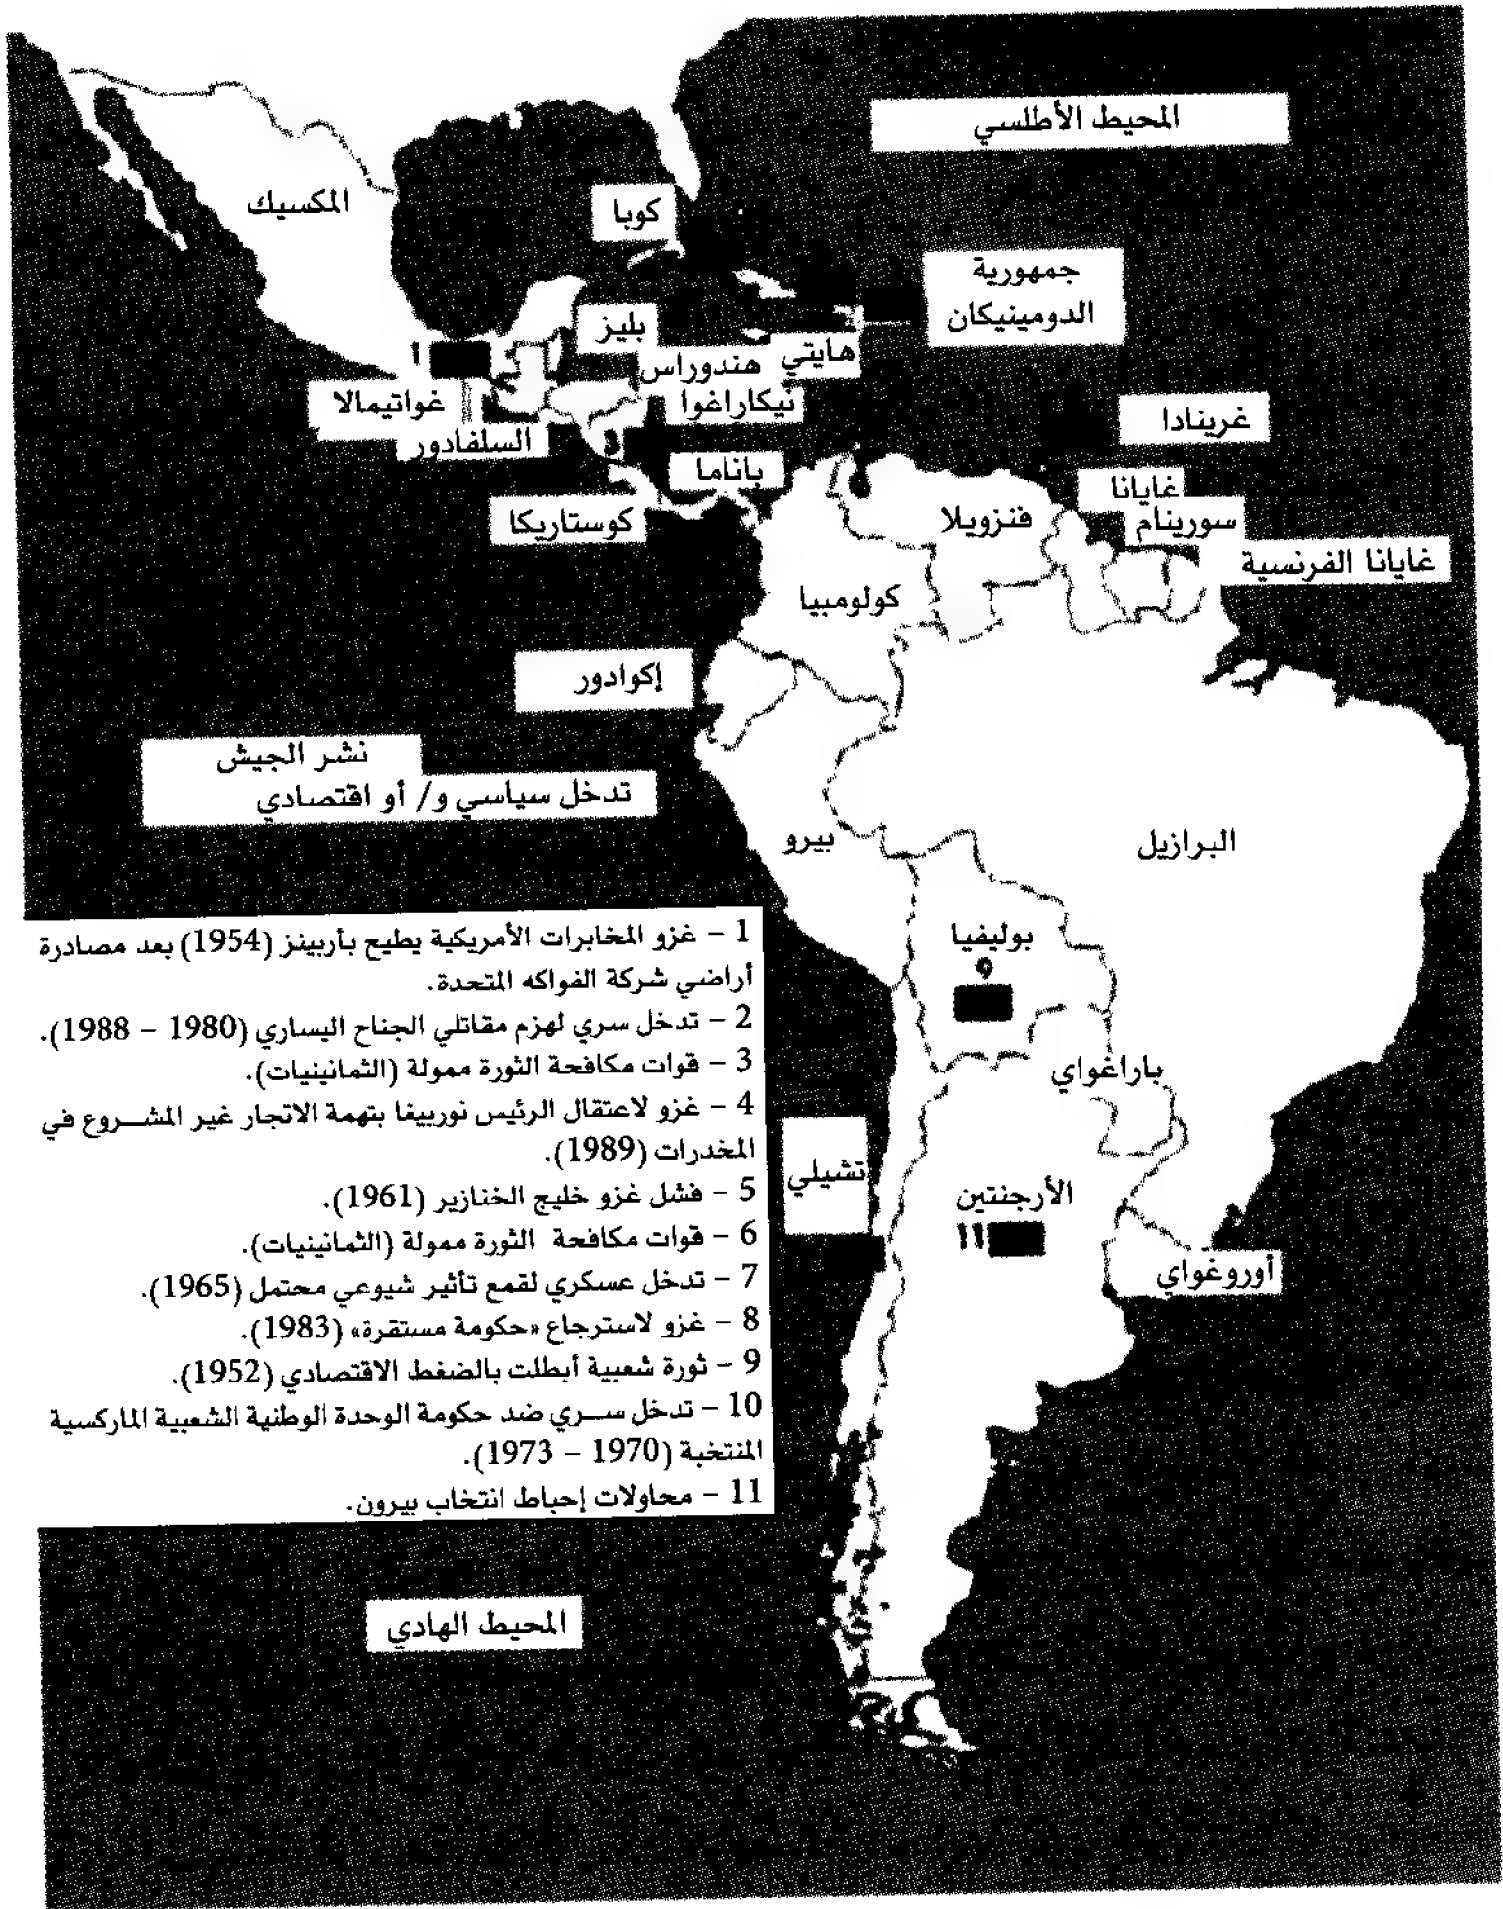 المحيط الأطلسي
المكسيك
كوبا
جمهورية
الدومينيكان
بليز
هايتي
هندوراس
1
غواتيمالا
نيكاراغوا
السلفادور
غرينادا
باناما
غايانا
كوستاريكا
فنزويلا
سورينام
غايانا الفرنسية
كولومبيا
إكوادور
نشر الجيش
تدخل سياسي و/ أو اقتصادي
بيرو
البرازيل
بوليفيا
9
باراغواي
تشيلي
الأرجنتين
11
أوروغواي
1 – غزو المخابرات الأمريكية يطيح بأربينز (1954) بعد مصادرة
أراضي شركة الفواكه المتحدة.
2 – تدخل سري لهزم مقاتلي الجناح اليساري (1980 – 1988).
3 – قوات مكافحة الثورة ممولة (الثمانينيات).
4 – غزو لاعتقال الرئيس نورييغا بتهمة الاتجار غير المشروع في
المخدرات (1989).
5 – فشل غزو خليج الخنازير (1961).
6 – قوات مكافحة الثورة ممولة (الثمانينيات).
7 – تدخل عسكري لقمع تأثير شيوعي محتمل (1965).
8 – غزو لاسترجاع «حكومة مستقرة» (1983).
9 – ثورة شعبية أبطلت بالضغط الاقتصادي (1952).
10 – تدخل سري ضد حكومة الوحدة الوطنية الشعبية الماركسية
المنتخبة (1970 – 1973).
11 – محاولات إحباط انتخاب بيرون.
المحيط الهادي